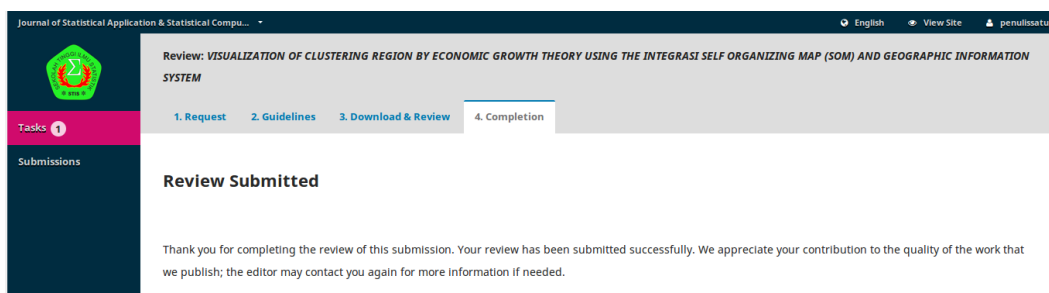 Journal of Statistical Application & Statistical Compu...
English
View Site
penulissatu
Review: VISUALIZATION OF CLUSTERING REGION BY ECONOMIC GROWTH THEORY USING THE INTEGRASI SELF ORGANIZING MAP (SOM) AND GEOGRAPHIC INFORMATION
SYSTEM
1. Request 2. Guidelines 3. Download & Review 4. Completion
Tasks 1
Submissions
Review Submitted
Thank you for completing the review of this submission. Your review has been submitted successfully. We appreciate your contribution to the quality of the work that
we publish; the editor may contact you again for more information if needed.